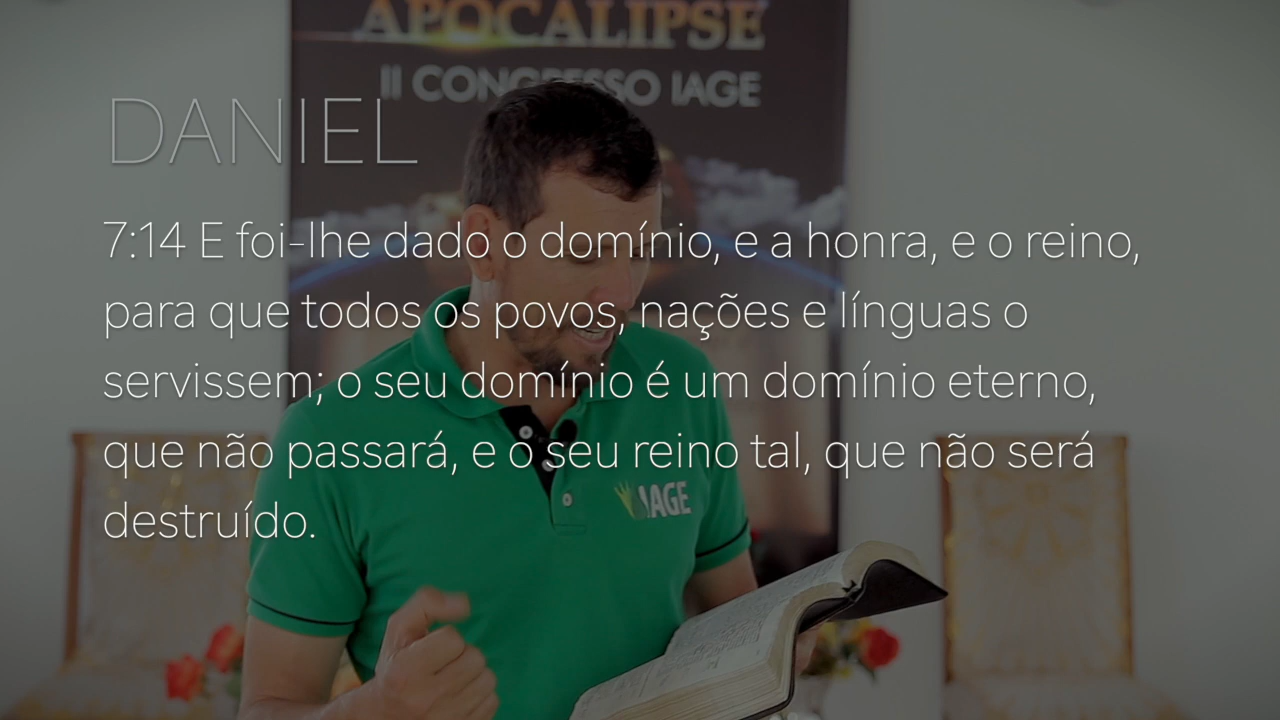 APOCALIPSE
II CONGRESSO IAGE
DANIEL
7:14 E foi-lhe dado o domínio, e a honra, e o reino,
para que todos os povos, nações e línguas o
servissem; o seu domínio é um domínio eterno,
que não passará, e o seu reino tal, que não será
destruído.
IAGE